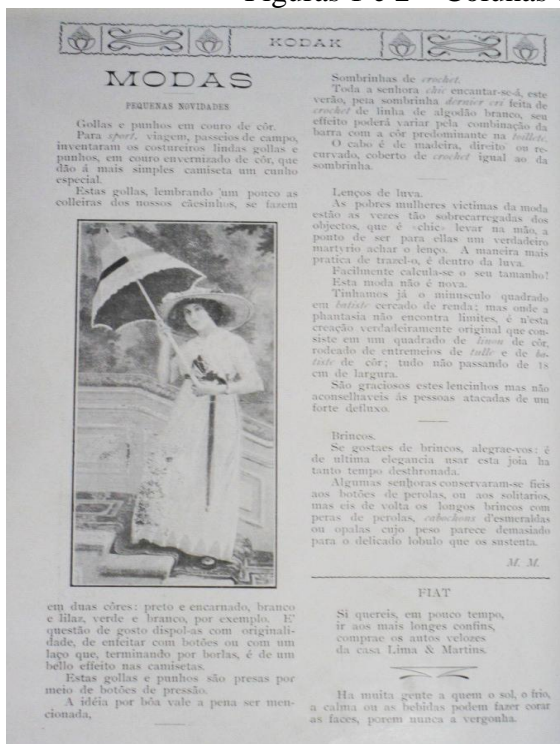 Figuras 1 e 2 – Colunas
KODAK
MODAS
PEQUENAS NOVIDADES
Gollas e punhos em couro de côr.
Para sport, viagem, passeios de campo,
inventaram os costureiros lindas gollas e
punhos, em couro envernizado de côr, que
dão á mais simples camiseta um cunho
especial.
Estas gollas, lembrando 'um pouco as
colleiras dos nossos cãesinhos, se fazem
em duas côres: preto e encarnado, branco
e lilaz, verde e branco, por exemplo. E'
questão de gosto dispol-as com originali-
dade, de enfeitar com botões ou com um
laço que, terminando por borlas, é de um
bello effeito nas camisetas.
Estas gollas e punhos são presas por
meio de botões de pressão.
A idéia por bôa vale a pena ser men-
cionada,
Sombrinhas de crochet.
Toda a senhora chic encantar-se-á, este
verão, pela sombrinha dernier cri feita de
crochet de linha de algodão branco, seu
effeito poderá variar pela combinação da
barra com a côr predominante na toilette.
O cabo é de madeira, direito ou re-
curvado, coberto de crochet igual ao da
sombrinha.
Lenços de luva.
As pobres mulheres victimas da moda
estão as vezes tão sobrecarregadas dos
objectos, que é «chic» levar na mão, a
ponto de ser para ellas um verdadeiro
martyrio achar o lenço. A maneira mais
pratica de trazel-o, é dentro da luva.
Facilmente calcula-se o seu tamanho!
Esta moda não é nova.
Tinhamos já o minusculo quadrado
em batiste cercado de renda; mas onde a
phantasia não encontra limites, é n'esta
creação verdadeiramente original que con-
siste em um quadrado de linon de côr,
rodeado de entremeios de tulle e de ba-
tiste de côr; tudo não passando de 18
cm de largura.
São graciosos estes lencinhos mas não
aconselhaveis ás pessoas atacadas de um
forte defluxo.
Brincos.
Se gostaes de brincos, alegrae-vos: é
de ultima elegancia usar esta joia ha
tanto tempo desthronada.
Algumas senhoras conservaram-se fieis
aos botões de perolas, ou aos solitarios,
mas eis de volta os longos brincos com
peras de perolas, cabochons d'esmeraldas
ou opalas cujo peso parece demasiado
para o delicado lobulo que os sustenta.
M. M.
FIAT
Si quereis, em pouco tempo,
ir aos mais longes confins,
comprae os autos velozes
da casa Lima & Martins.
Ha muita gente a quem o sol, o frio,
a calma ou as bebidas podem fazer corar
as faces, porem nunca a vergonha.